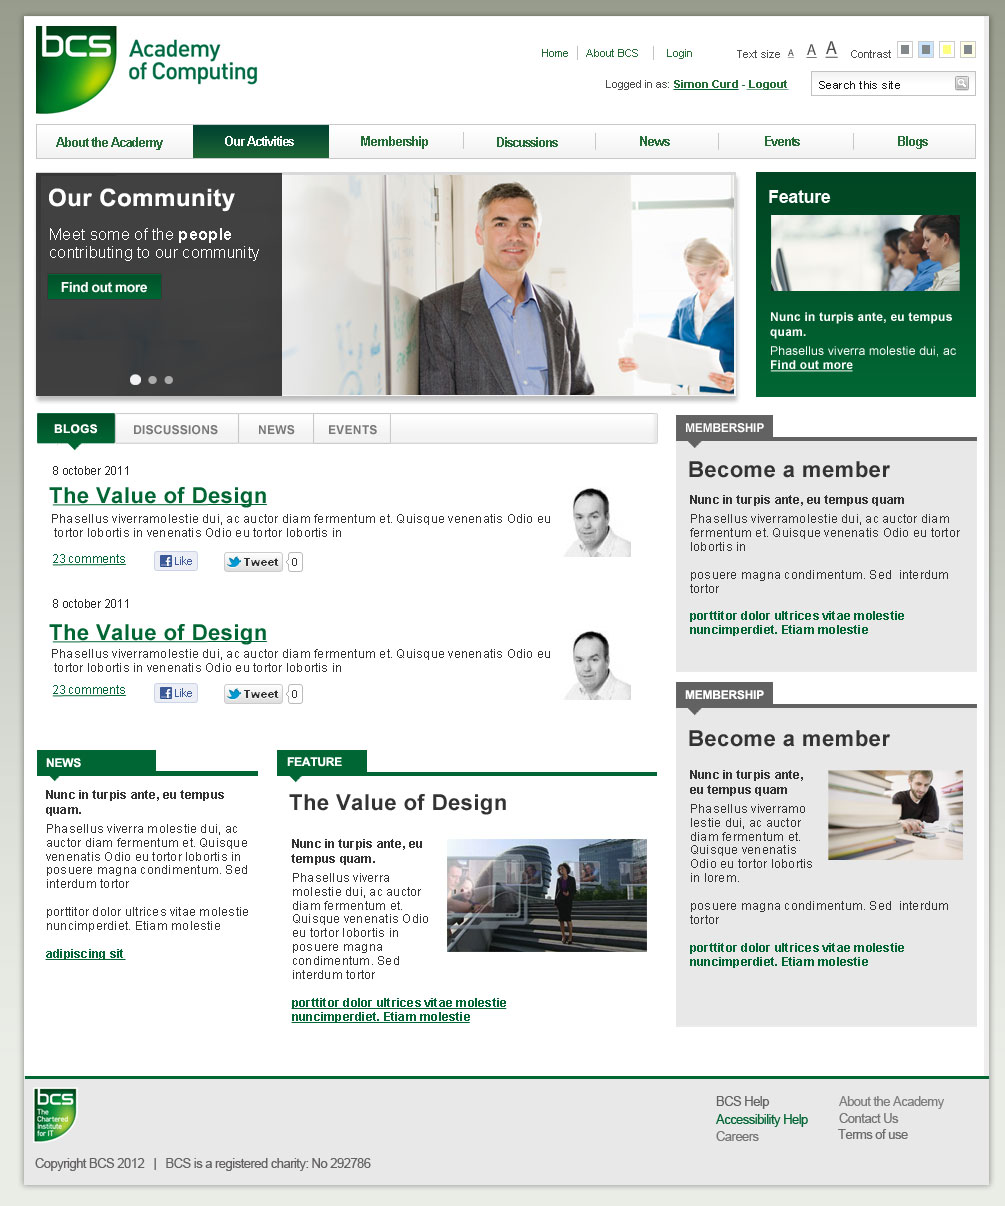 bcs
Academy
of Computing
Home
About BCS
Login
Text size A A A
Contrast
Logged in as: Simon Curd - Logout
Search this site
About the Academy
Our Activities
Membership
Discussions
News
Events
Blogs
Our Community
Meet some of the people
contributing to our community
Find out more
Feature
Nunc in turpis ante, eu tempus
quam.
Phasellus viverra molestie dui, ac
Find out more
BLOGS
DISCUSSIONS
NEWS
EVENTS
8 october 2011
The Value of Design
Phasellus viverramolestie dui, ac auctor diam fermentum et. Quisque venenatis Odio eu
tortor lobortis in venenatis Odio eu tortor lobortis in
23 comments
Like
Tweet
0
8 october 2011
The Value of Design
Phasellus viverramolestie dui, ac auctor diam fermentum et. Quisque venenatis Odio eu
tortor lobortis in venenatis Odio eu tortor lobortis in
23 comments
Like
Tweet
0
MEMBERSHIP
Become a member
Nunc in turpis ante, eu tempus quam
Phasellus viverramolestie dui, ac auctor diam
fermentum et. Quisque venenatis Odio eu tortor
lobortis in
posuere magna condimentum. Sed interdum
tortor
porttitor dolor ultrices vitae molestie
nuncimperdiet. Etiam molestie
MEMBERSHIP
Become a member
Nunc in turpis ante,
eu tempus quam
Phasellus viverramo
lestie dui, ac auctor
diam fermentum et.
Quisque venenatis
Odio eu tortor lobortis
in lorem.
posuere magna condimentum. Sed interdum
tortor
porttitor dolor ultrices vitae molestie
nuncimperdiet. Etiam molestie
NEWS
Nunc in turpis ante, eu tempus
quam.
Phasellus viverra molestie dui, ac
auctor diam fermentum et. Quisque
venenatis Odio eu tortor lobortis in
posuere magna condimentum. Sed
interdum tortor
porttitor dolor ultrices vitae molestie
nuncimperdiet. Etiam molestie
adipiscing sit
FEATURE
The Value of Design
Nunc in turpis ante, eu
tempus quam.
Phasellus viverra
molestie dui, ac auctor
diam fermentum et.
Quisque venenatis Odio
eu tortor lobortis in
posuere magna
condimentum. Sed
interdum tortor
porttitor dolor ultrices vitae molestie
nuncimperdiet. Etiam molestie
bcs
The
Chartered
Institute
for IT
BCS Help
Accessibility Help
Careers
About the Academy
Contact Us
Terms of use
Copyright BCS 2012 | BCS is a registered charity: No 292786